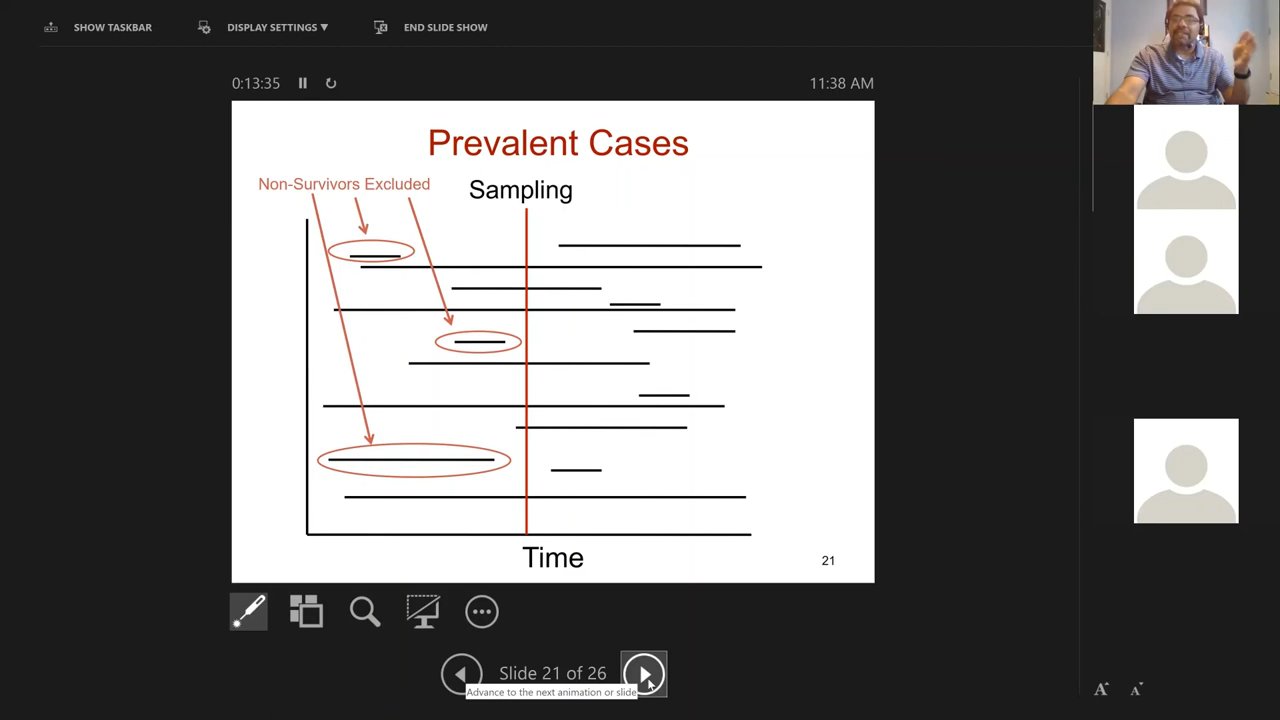 SHOW TASKBAR
DISPLAY SETTINGS ▼
END SLIDE SHOW
0:13:35
11:38 AM
Prevalent Cases
Non-Survivors Excluded
Sampling
Time
21
Slide 21 of 26
Advance to the next animation or slide
A A